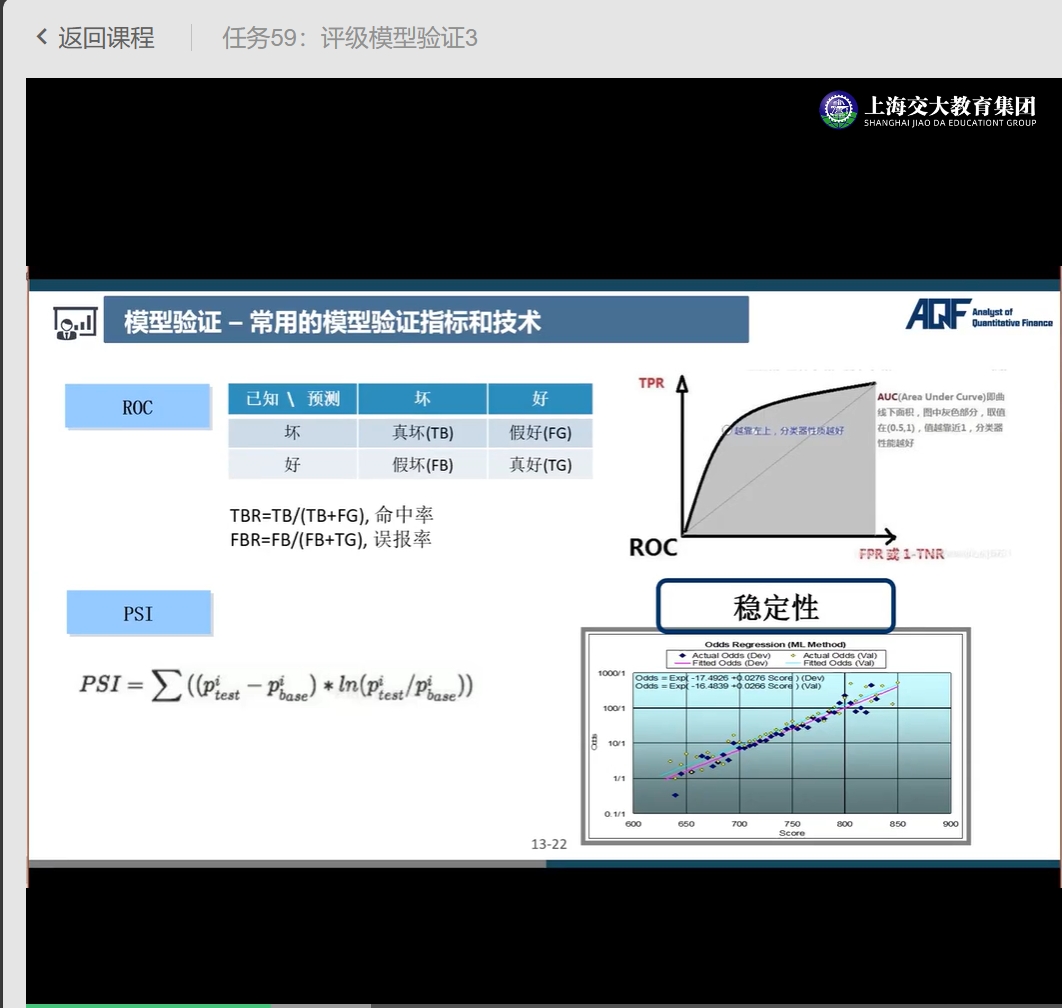 返回课程
任务59：评级模型验证3
上海交大教育集团
SHANGHAI JIAO DA EDUCATIONT GROUP
模型验证 – 常用的模型验证指标和技术
AQF Analyst of
Quantitative Finance
ROC
已知 \ 预测 坏 好
坏 真坏(TB) 假好(FG)
好 假坏(FB) 真好(TG)
TBR=TB/(TB+FG), 命中率
FBR=FB/(FB+TG), 误报率
TPR
越靠左上，分类器性质越好
AUC(Area Under Curve)即曲
线下面积，图中灰色部分，取值
在(0.5,1)，值越靠近1，分类器
性能越好
ROC
FPR 或 1-TNR
PSI
PSI = ∑((pⁱtest − pⁱbase) * ln(pⁱtest/pⁱbase))
稳定性
Odds Regression (ML Method)
Actual Odds (Dev) Actual Odds (Val)
Fitted Odds (Dev) Fitted Odds (Val)
Odds = Exp( -17.4926 +0.0276 Score ) (Dev)
Odds = Exp( -16.4839 +0.0266 Score ) (Val)
1000/1
100/1
10/1
1/1
0.1/1
Odds
600 650 700 750 800 850 900
Score
13-22